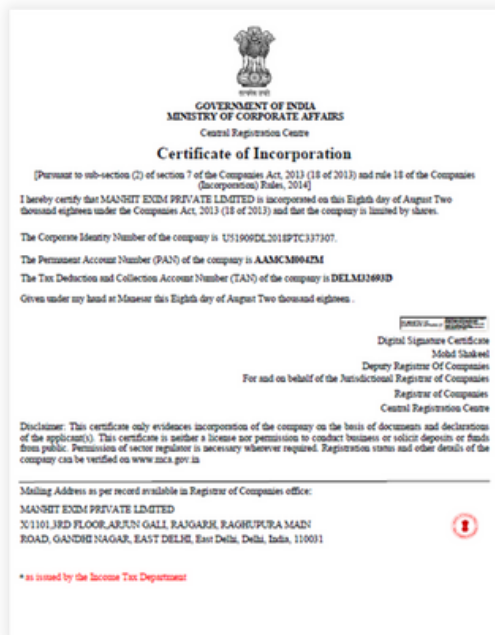 सत्यमेव जयते
GOVERNMENT OF INDIA
MINISTRY OF CORPORATE AFFAIRS
Central Registration Centre
Certificate of Incorporation
[Pursuant to sub-section (2) of section 7 of the Companies Act, 2013 (18 of 2013) and rule 18 of the Companies
(Incorporation) Rules, 2014]
I hereby certify that MANHIT EXIM PRIVATE LIMITED is incorporated on this Eighth day of August Two
thousand eighteen under the Companies Act, 2013 (18 of 2013) and that the company is limited by shares.
The Corporate Identity Number of the company is U51909DL2018PTC337307.
The Permanent Account Number (PAN) of the company is
The Tax Deduction and Collection Account Number (TAN) of the company is DELM32693D
Given under my hand at Manesar this Eighth day of August Two thousand eighteen .
Digital Signature Certificate
Mohd Shakeel
Deputy Registrar Of Companies
For and on behalf of the Jurisdictional Registrar of Companies
Registrar of Companies
Central Registration Centre
Disclaimer: This certificate only evidences incorporation of the company on the basis of documents and declarations
of the applicant(s). This certificate is neither a license nor permission to conduct business or solicit deposits or funds
from public. Permission of sector regulator is necessary wherever required. Registration status and other details of the
company can be verified on www.mca.gov.in
Mailing Address as per record available in Registrar of Companies office:
MANHIT EXIM PRIVATE LIMITED
X/1101,3RD FLOOR,ARJUN GALI, RAJGARH, RAGHUPURA MAIN
ROAD, GANDHI NAGAR, EAST DELHI, East Delhi, Delhi, India, 110031
* as issued by the Income Tax Department